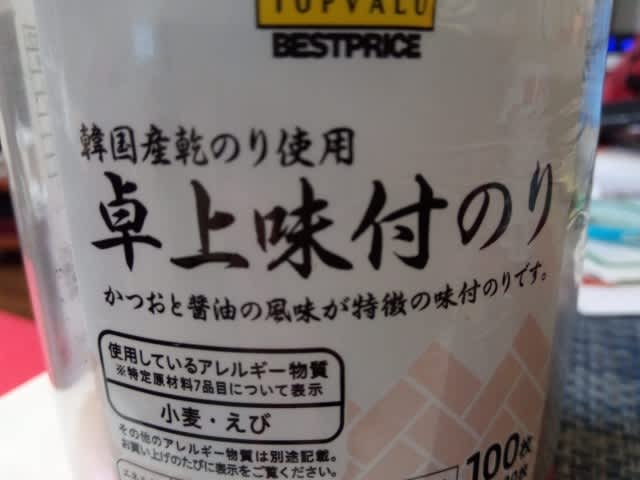 TOPVALU
BESTPRICE
韓国産乾のり使用
卓上味付のり
かつおと醤油の風味が特徴の味付のりです。
使用しているアレルギー物質
※特定原材料7品目について表示
小麦・えび
その他のアレルギー物質は別途記載。
お買い上げのたびに表示をご覧ください。
100枚